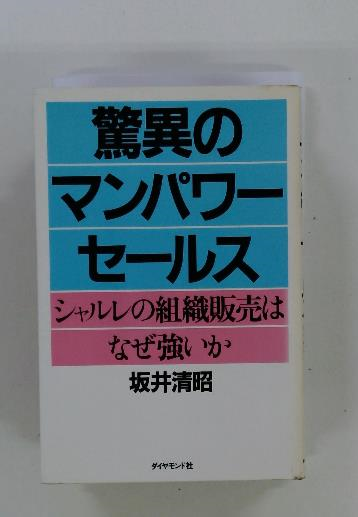 驚異の
マンパワー
セールス
シャルレの組織販売は
なぜ強いか
坂井清昭
ダイヤモンド社